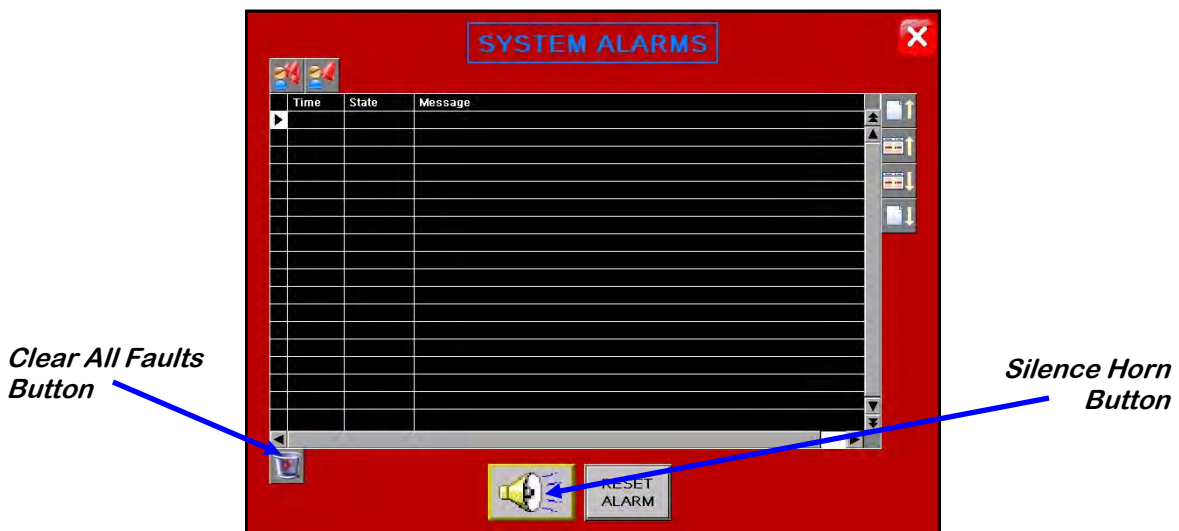 SYSTEM ALARMS
Time State Message
Clear All Faults
Button
Silence Horn
Button
RESET
ALARM